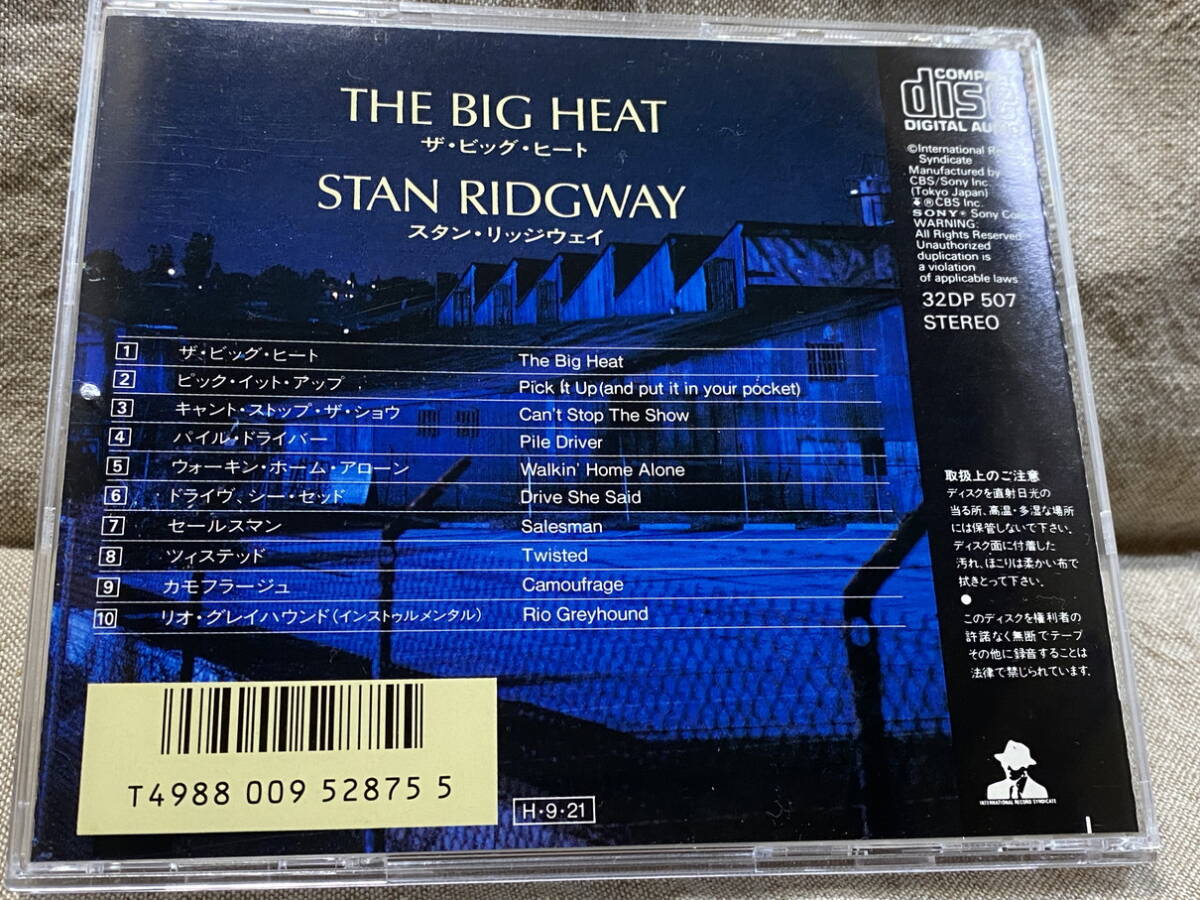 THE BIG HEAT
ザ・ビッグ・ヒート
STAN RIDGWAY
スタン・リッジウェイ
1 ザ・ビッグ・ヒート The Big Heat
2 ピック・イット・アップ Pick It Up(and put it in your pocket)
3 キャント・ストップ・ザ・ショウ Can't Stop The Show
4 パイル・ドライバー Pile Driver
5 ウォーキン・ホーム・アローン Walkin' Home Alone
6 ドライヴ、シー・セッド Drive She Said
7 セールスマン Salesman
8 ツィステッド Twisted
9 カモフラージュ Camoufrage
10 リオ・グレイハウンド(インストゥルメンタル) Rio Greyhound
T4988 009 52875 5
H・9・21
COMPA
disc
DIGITAL AU
©International Re
Syndicate
Manufactured by
CBS/Sony Inc.
(Tokyo Japan)
℗CBS Inc.
SONY® Sony Co
WARNING:
All Rights Reserved.
Unauthorized
duplication is
a violation
of applicable laws.
32DP 507
STEREO
取扱上のご注意
ディスクを直射日光の
当る所、高温・多湿な場所
には保管しないで下さい。
ディスク面に付着した
汚れ、ほこりは柔かい布で
拭きとって下さい。
●
このディスクを権利者の
許諾なく無断でテープ
その他に録音することは
法律で禁じられています。
INTERNATIONAL RECORD SYNDICATE